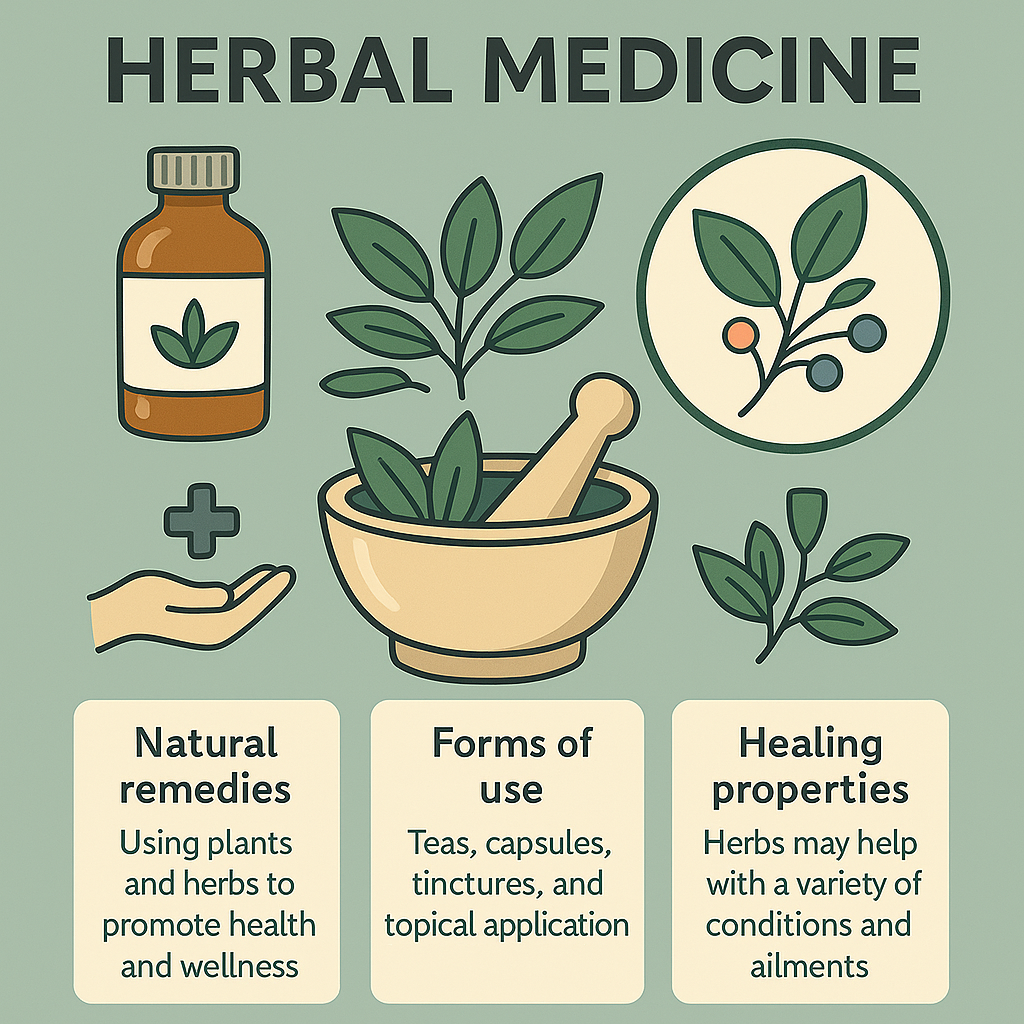 HERBAL MEDICINE
Natural
remedies
Using plants
and herbs to
promote health
and wellness
Forms of
use
Teas, capsules,
tinctures, and
topical application
Healing
properties
Herbs may help
with a variety of
conditions and
ailments